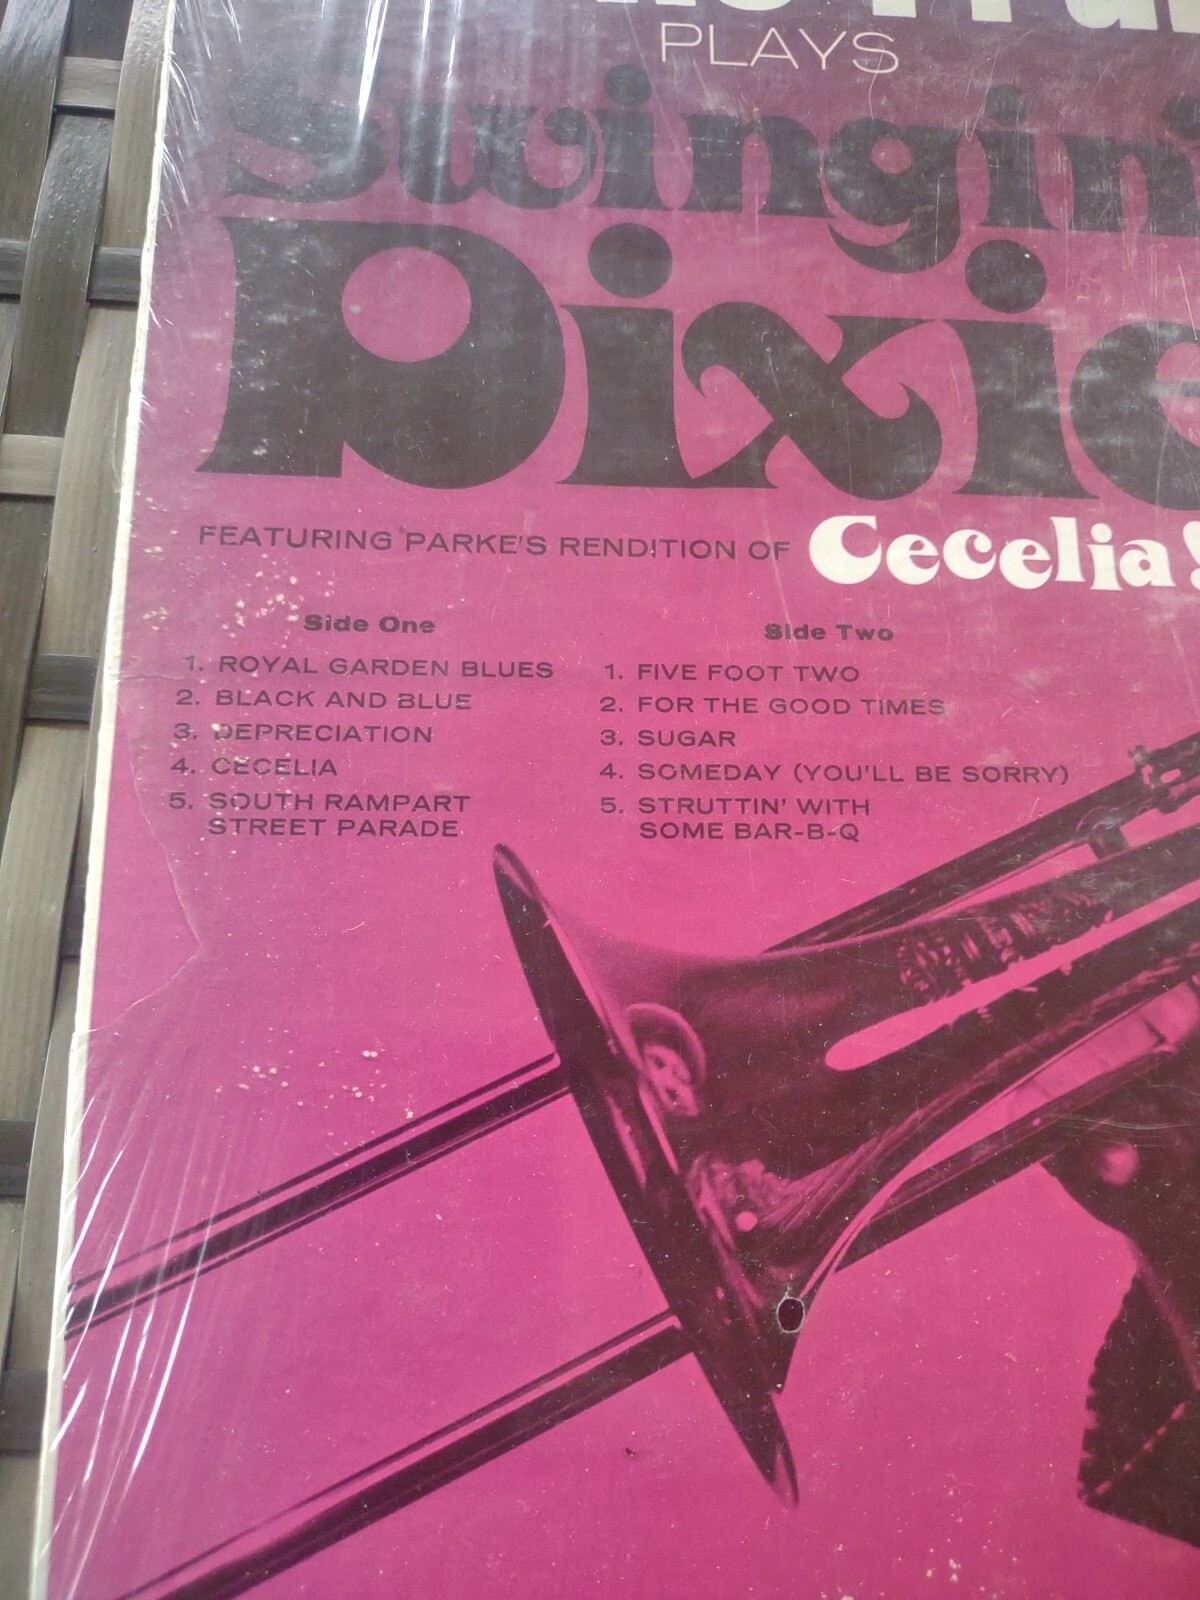 PLAYS
Swingin'
Dixie
FEATURING PARKE'S RENDITION OF Cecelia!
Side One
1. ROYAL GARDEN BLUES
2. BLACK AND BLUE
3. DEPRECIATION
4. CECELIA
5. SOUTH RAMPART
STREET PARADE
Side Two
1. FIVE FOOT TWO
2. FOR THE GOOD TIMES
3. SUGAR
4. SOMEDAY (YOU'LL BE SORRY)
5. STRUTTIN' WITH
SOME BAR-B-Q